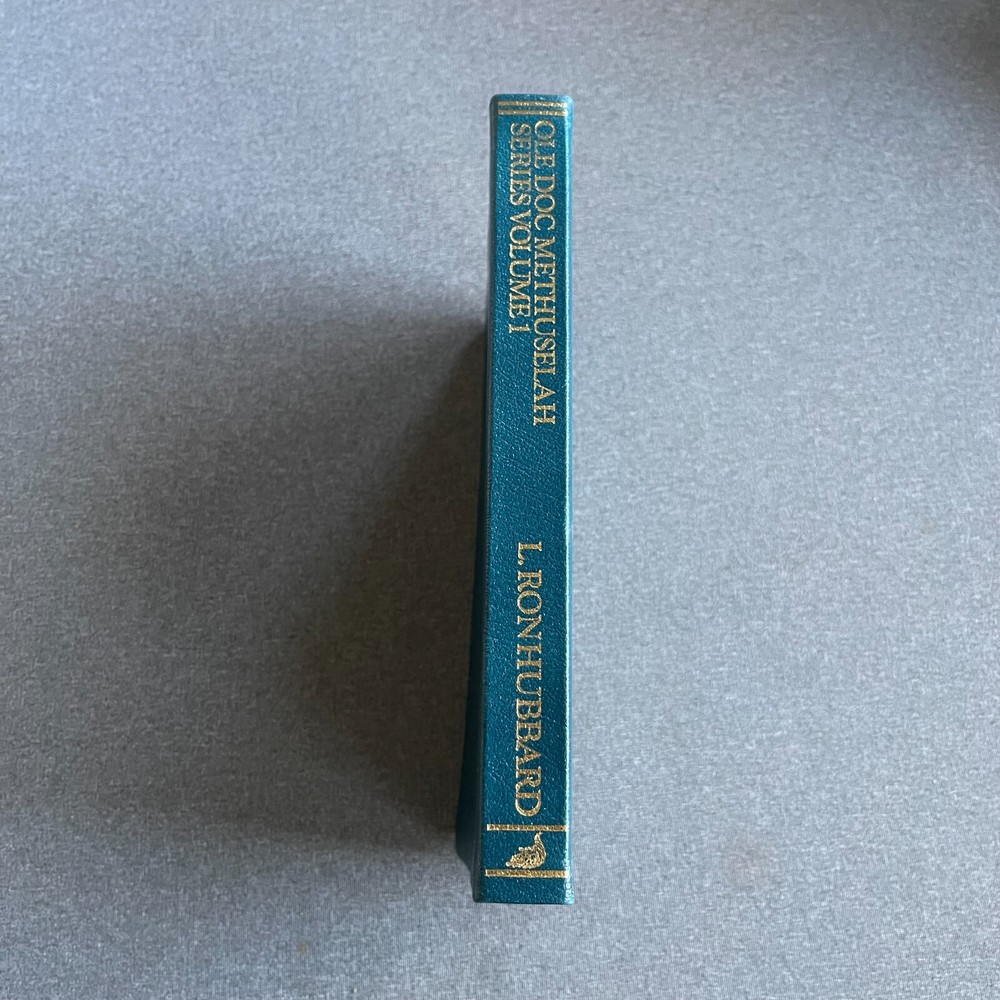 OLE DOC METHUSELAH
SERIES VOLUME 1
L. RON HUBBARD